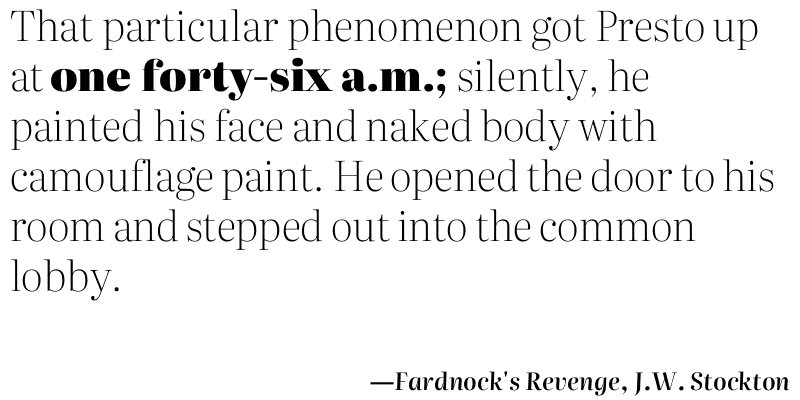 That particular phenomenon got Presto up
at one forty-six a.m.; silently, he
painted his face and naked body with
camouflage paint. He opened the door to his
room and stepped out into the common
lobby.
—Fardnock's Revenge, J.W. Stockton